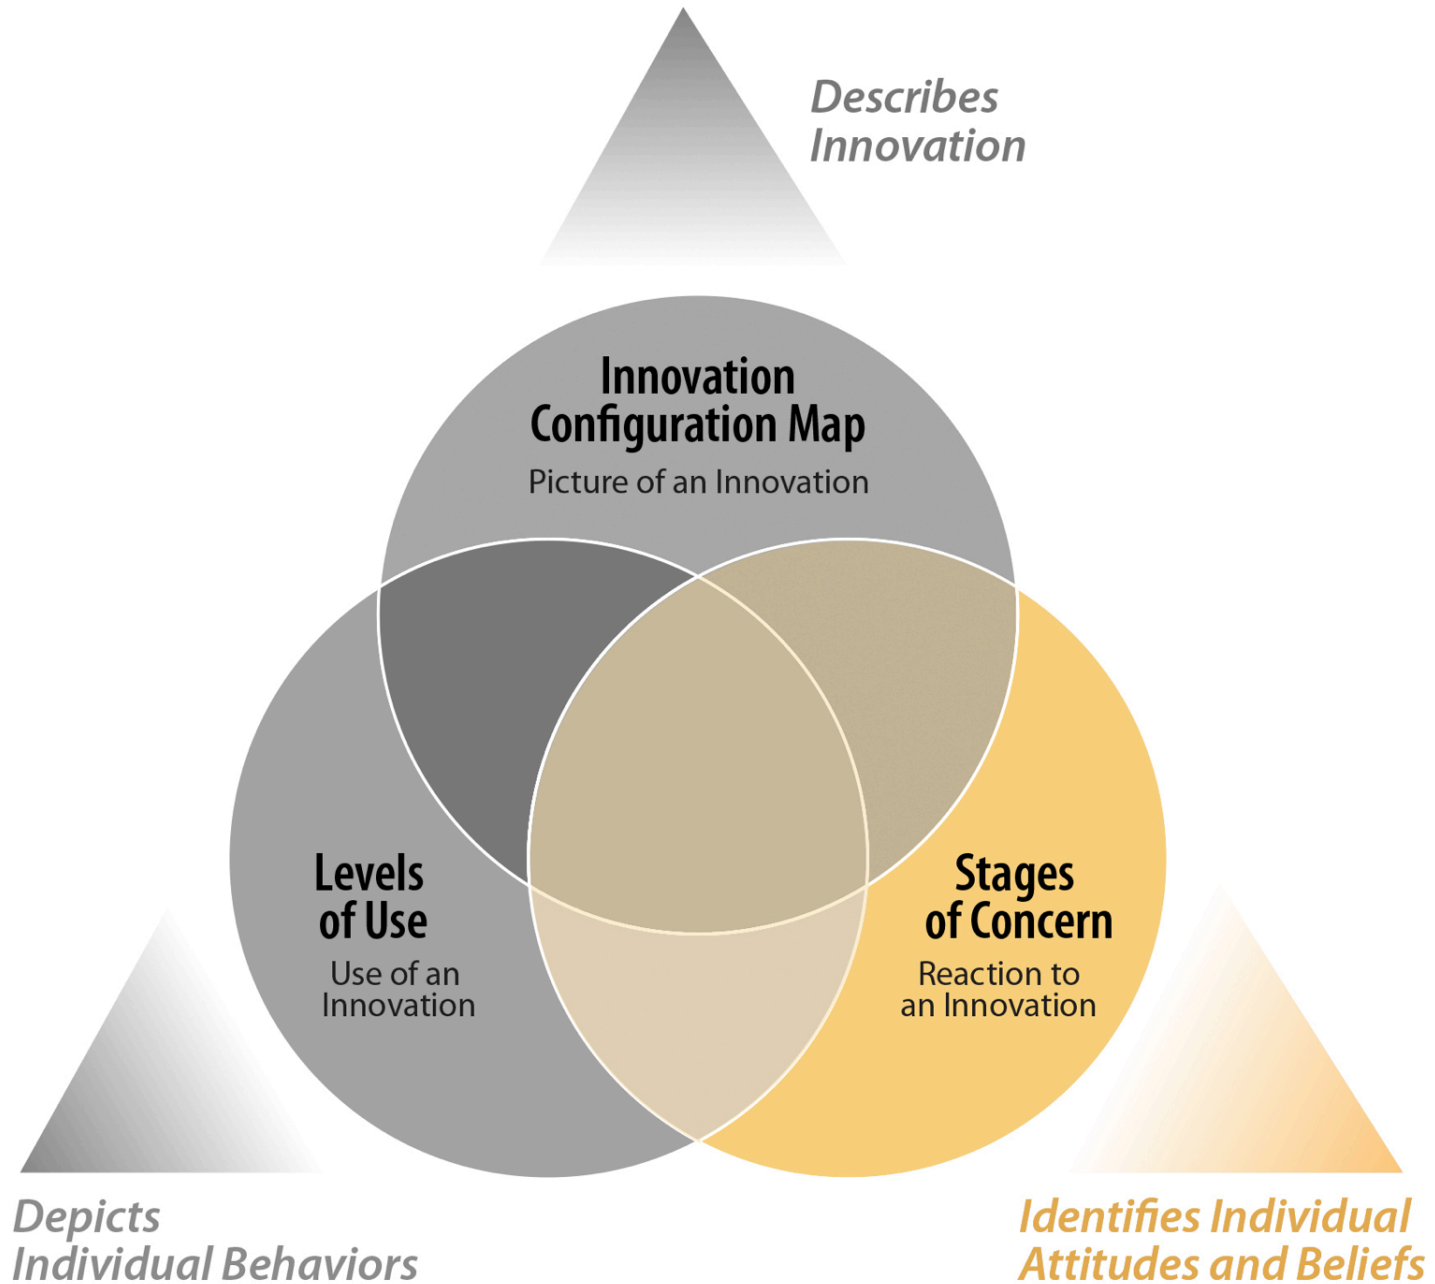 Describes
Innovation
Innovation
Configuration Map
Picture of an Innovation
Levels
of Use
Use of an
Innovation
Stages
of Concern
Reaction to
an Innovation
Depicts
Individual Behaviors
Identifies Individual
Attitudes and Beliefs